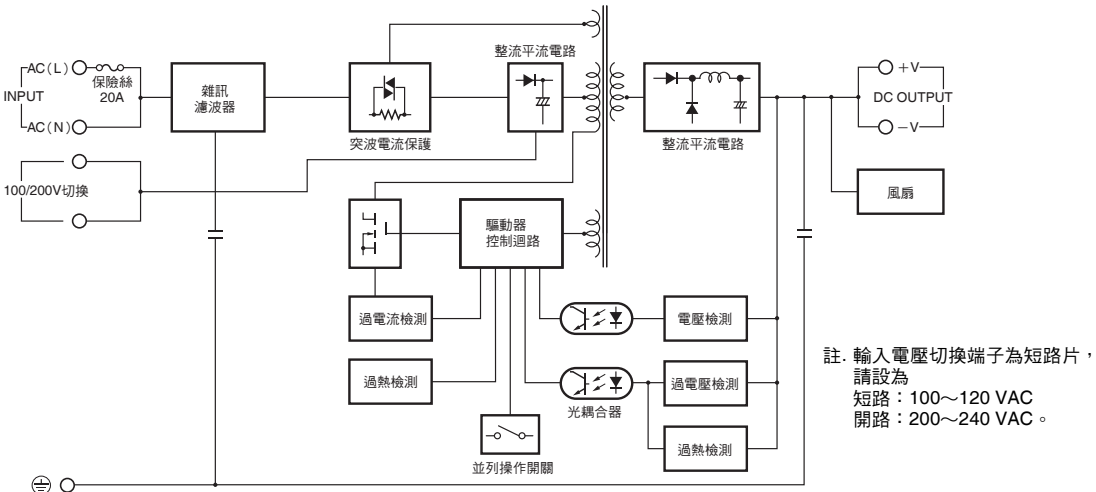 AC(L)
保險絲
20A
INPUT
AC(N)
100/200V切換
雜訊
濾波器
突波電流保護
整流平流電路
整流平流電路
+V
DC OUTPUT
−V
風扇
驅動器
控制迴路
過電流檢測
過熱檢測
並列操作開關
光耦合器
電壓檢測
過電壓檢測
過熱檢測
註. 輸入電壓切換端子為短路片，
請設為
短路：100～120 VAC
開路：200～240 VAC。